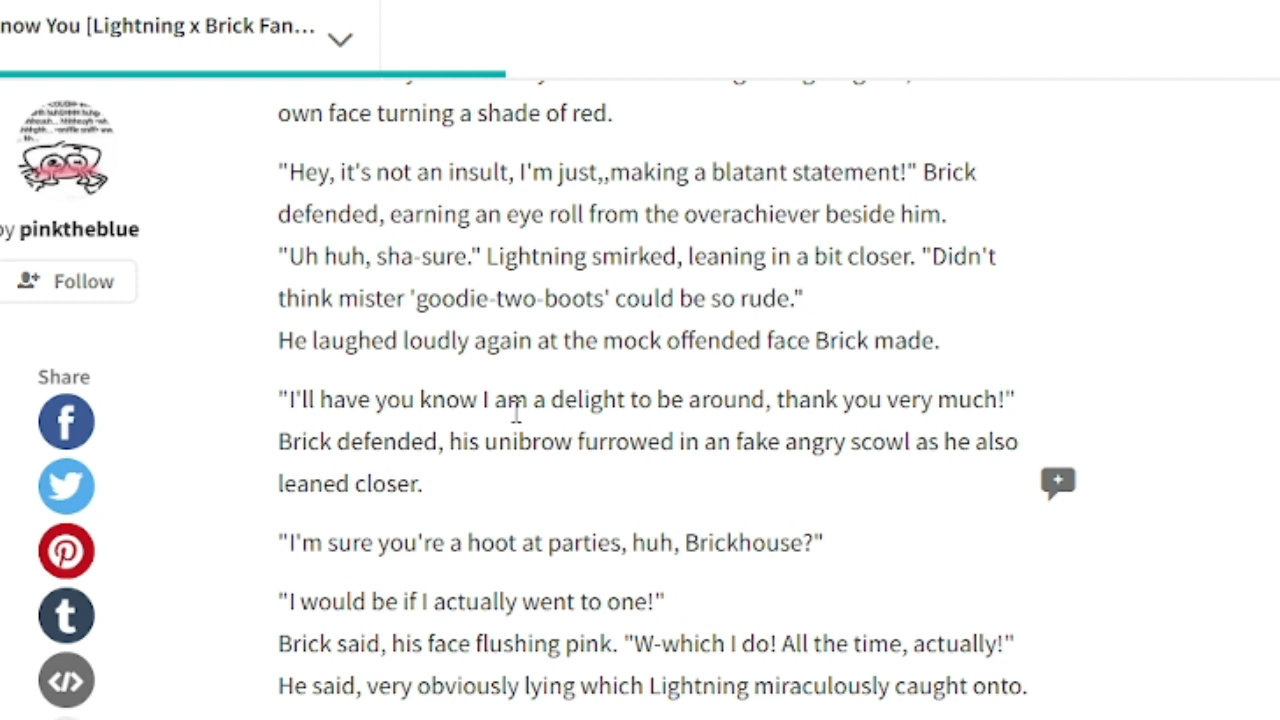 now You [Lightning x Brick Fan...
own face turning a shade of red.
"Hey, it's not an insult, I'm just,,making a blatant statement!" Brick
defended, earning an eye roll from the overachiever beside him.
"Uh huh, sha-sure." Lightning smirked, leaning in a bit closer. "Didn't
think mister 'goodie-two-boots' could be so rude."
He laughed loudly again at the mock offended face Brick made.
"I'll have you know I am a delight to be around, thank you very much!"
Brick defended, his unibrow furrowed in an fake angry scowl as he also
leaned closer.
"I'm sure you're a hoot at parties, huh, Brickhouse?"
"I would be if I actually went to one!"
Brick said, his face flushing pink. "W-which I do! All the time, actually!"
He said, very obviously lying which Lightning miraculously caught onto.
by pinktheblue
Follow
Share